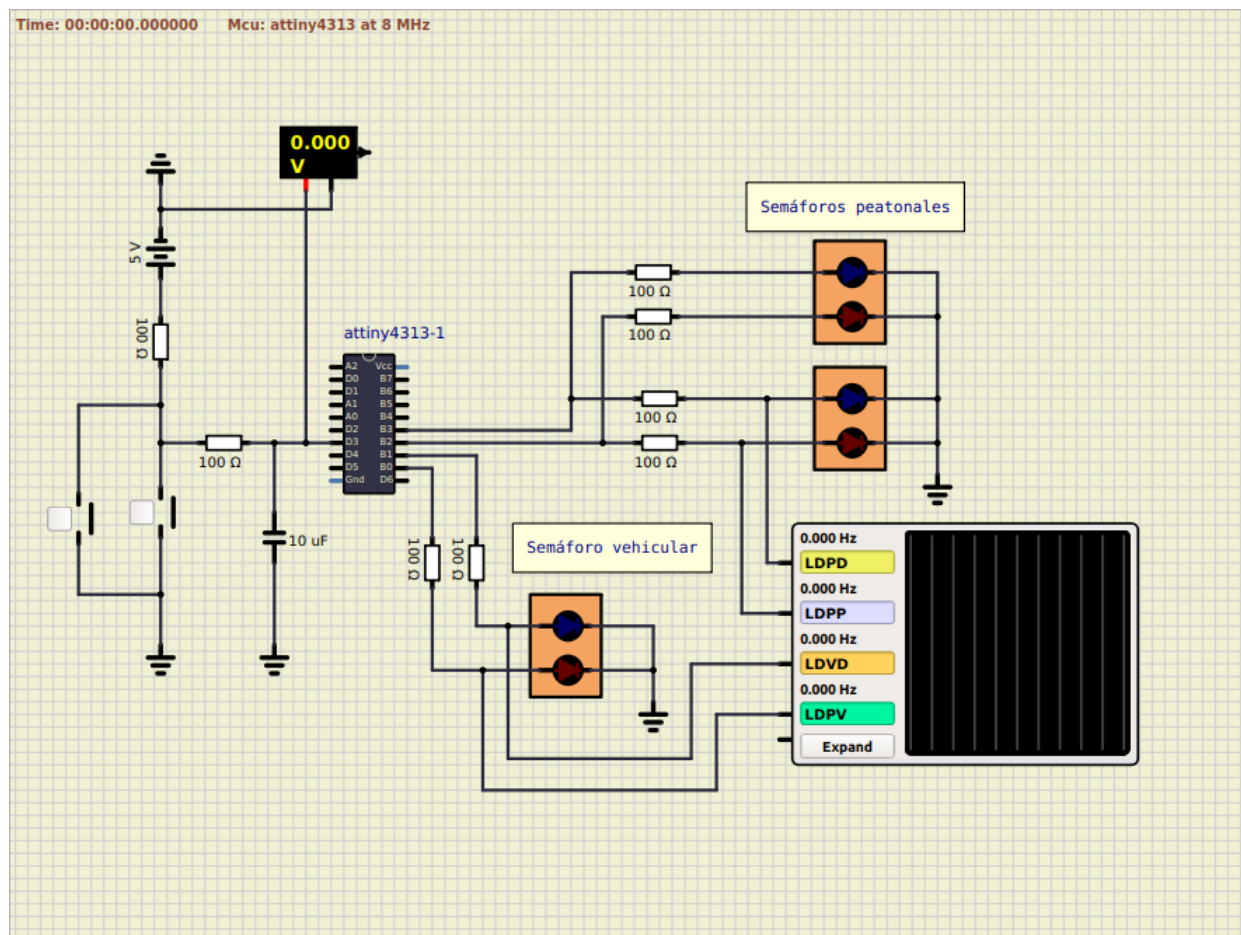 Time: 00:00:00.000000 Mcu: attiny4313 at 8 MHz
0.000
V
Semáforos peatonales
5 V
100 Ω
100 Ω
100 Ω
attiny4313-1
A2 Vcc
D0 B7
D1 B6
A1 B5
A0 B4
D2 B3
D3 B2
D4 B1
D5 B0
Gnd D6
100 Ω
100 Ω
100 Ω
10 uF
100 Ω
100 Ω
Semáforo vehicular
0.000 Hz
LDPD
0.000 Hz
LDPP
0.000 Hz
LDVD
0.000 Hz
LDPV
Expand